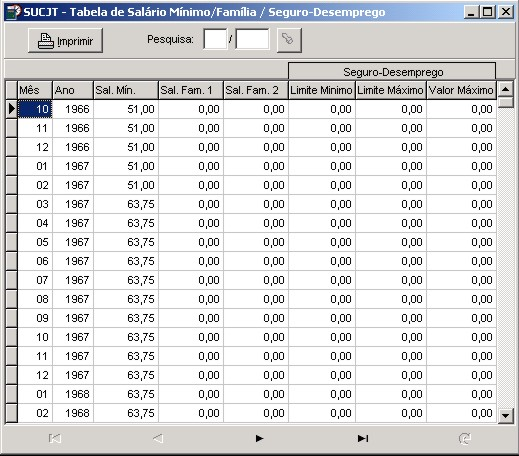 SUCJT - Tabela de Salário Mínimo/Família / Seguro-Desemprego
Imprimir Pesquisa: /
Seguro-Desemprego
Mês Ano Sal. Mín. Sal. Fam. 1 Sal. Fam. 2 Limite Minimo Limite Máximo Valor Máximo
10 1966 51,00 0,00 0,00 0,00 0,00 0,00
11 1966 51,00 0,00 0,00 0,00 0,00 0,00
12 1966 51,00 0,00 0,00 0,00 0,00 0,00
01 1967 51,00 0,00 0,00 0,00 0,00 0,00
02 1967 51,00 0,00 0,00 0,00 0,00 0,00
03 1967 63,75 0,00 0,00 0,00 0,00 0,00
04 1967 63,75 0,00 0,00 0,00 0,00 0,00
05 1967 63,75 0,00 0,00 0,00 0,00 0,00
06 1967 63,75 0,00 0,00 0,00 0,00 0,00
07 1967 63,75 0,00 0,00 0,00 0,00 0,00
08 1967 63,75 0,00 0,00 0,00 0,00 0,00
09 1967 63,75 0,00 0,00 0,00 0,00 0,00
10 1967 63,75 0,00 0,00 0,00 0,00 0,00
11 1967 63,75 0,00 0,00 0,00 0,00 0,00
12 1967 63,75 0,00 0,00 0,00 0,00 0,00
01 1968 63,75 0,00 0,00 0,00 0,00 0,00
02 1968 63,75 0,00 0,00 0,00 0,00 0,00